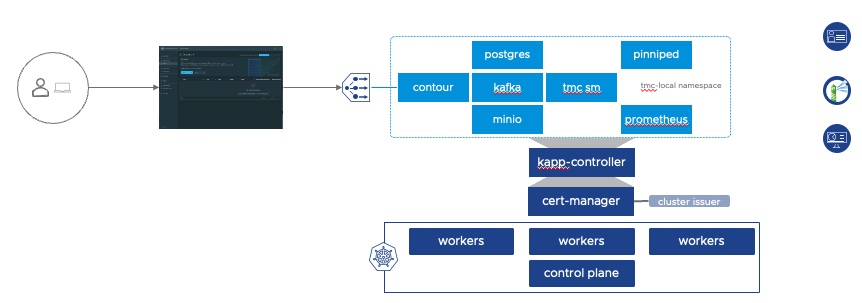 postgres
pinniped
contour
kafka
tmc sm
tmc-local namespace
minio
prometheus
kapp-controller
cert-manager
cluster issuer
workers
workers
workers
control plane